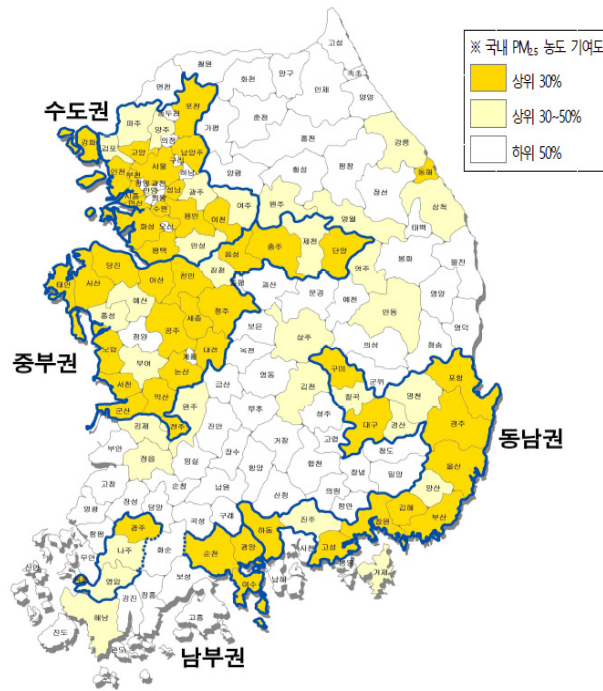 ※ 국내 PM2.5 농도 기여도
상위 30%
상위 30~50%
하위 50%
수도권
중부권
동남권
남부권
고성
철원
속초
양구
화천
연천
인제
양양
포천
동두천
파주
춘천
강릉
양주
가평
강화
의정
홍천
김포
고양
남양주
동해
서울
구리
인천
부천
하남
양평
횡성
평창
정선
삼척
광명
과천
안양
성남
광주
시흥
안산
수원
여주
원주
용인
이천
영월
태백
화성
오산
평택
안성
음성
충주
제천
단양
봉화
울진
영주
당진
진천
천안
아산
태안
서산
괴산
문경
예천
안동
영양
예산
홍성
청주
세종
공주
영덕
청송
의성
상주
보은
청양
보령
대전
계룡
옥천
부여
논산
서천
영동
구미
군위
포항
금산
김천
칠곡
영천
군산
익산
완주
무주
성주
대구
경산
경주
김제
전주
진안
고령
청도
부안
정읍
임실
장수
거창
합천
창녕
밀양
울산
고창
순창
남원
함양
의령
양산
영광
장성
담양
산청
함안
김해
부산
창원
함평
광주
곡성
구례
하동
진주
무안
나주
화순
순천
광양
사천
고성
신안
영암
보성
여수
남해
통영
거제
강진
장흥
해남
고흥
진도
완도